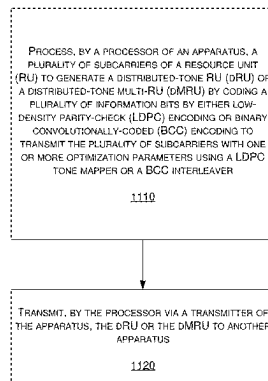 PROCESS, BY A PROCESSOR OF AN APPARATUS, A
PLURALITY OF SUBCARRIERS OF A RESOURCE UNIT
(RU) TO GENERATE A DISTRIBUTED-TONE RU (DRU) OR
A DISTRIBUTED-TONE MULTI-RU (DMRU) BY CODING A
PLURALITY OF INFORMATION BITS BY EITHER LOW-
DENSITY PARITY-CHECK (LDPC) ENCODING OR BINARY
CONVOLUTIONALLY-CODED (BCC) ENCODING TO
TRANSMIT THE PLURALITY OF SUBCARRIERS WITH ONE
OR MORE OPTIMIZATION PARAMETERS USING A LDPC
TONE MAPPER OR A BCC INTERLEAVER
1110
TRANSMIT, BY THE PROCESSOR VIA A TRANSMITTER OF
THE APPARATUS, THE DRU OR THE DMRU TO ANOTHER
APPARATUS
1120